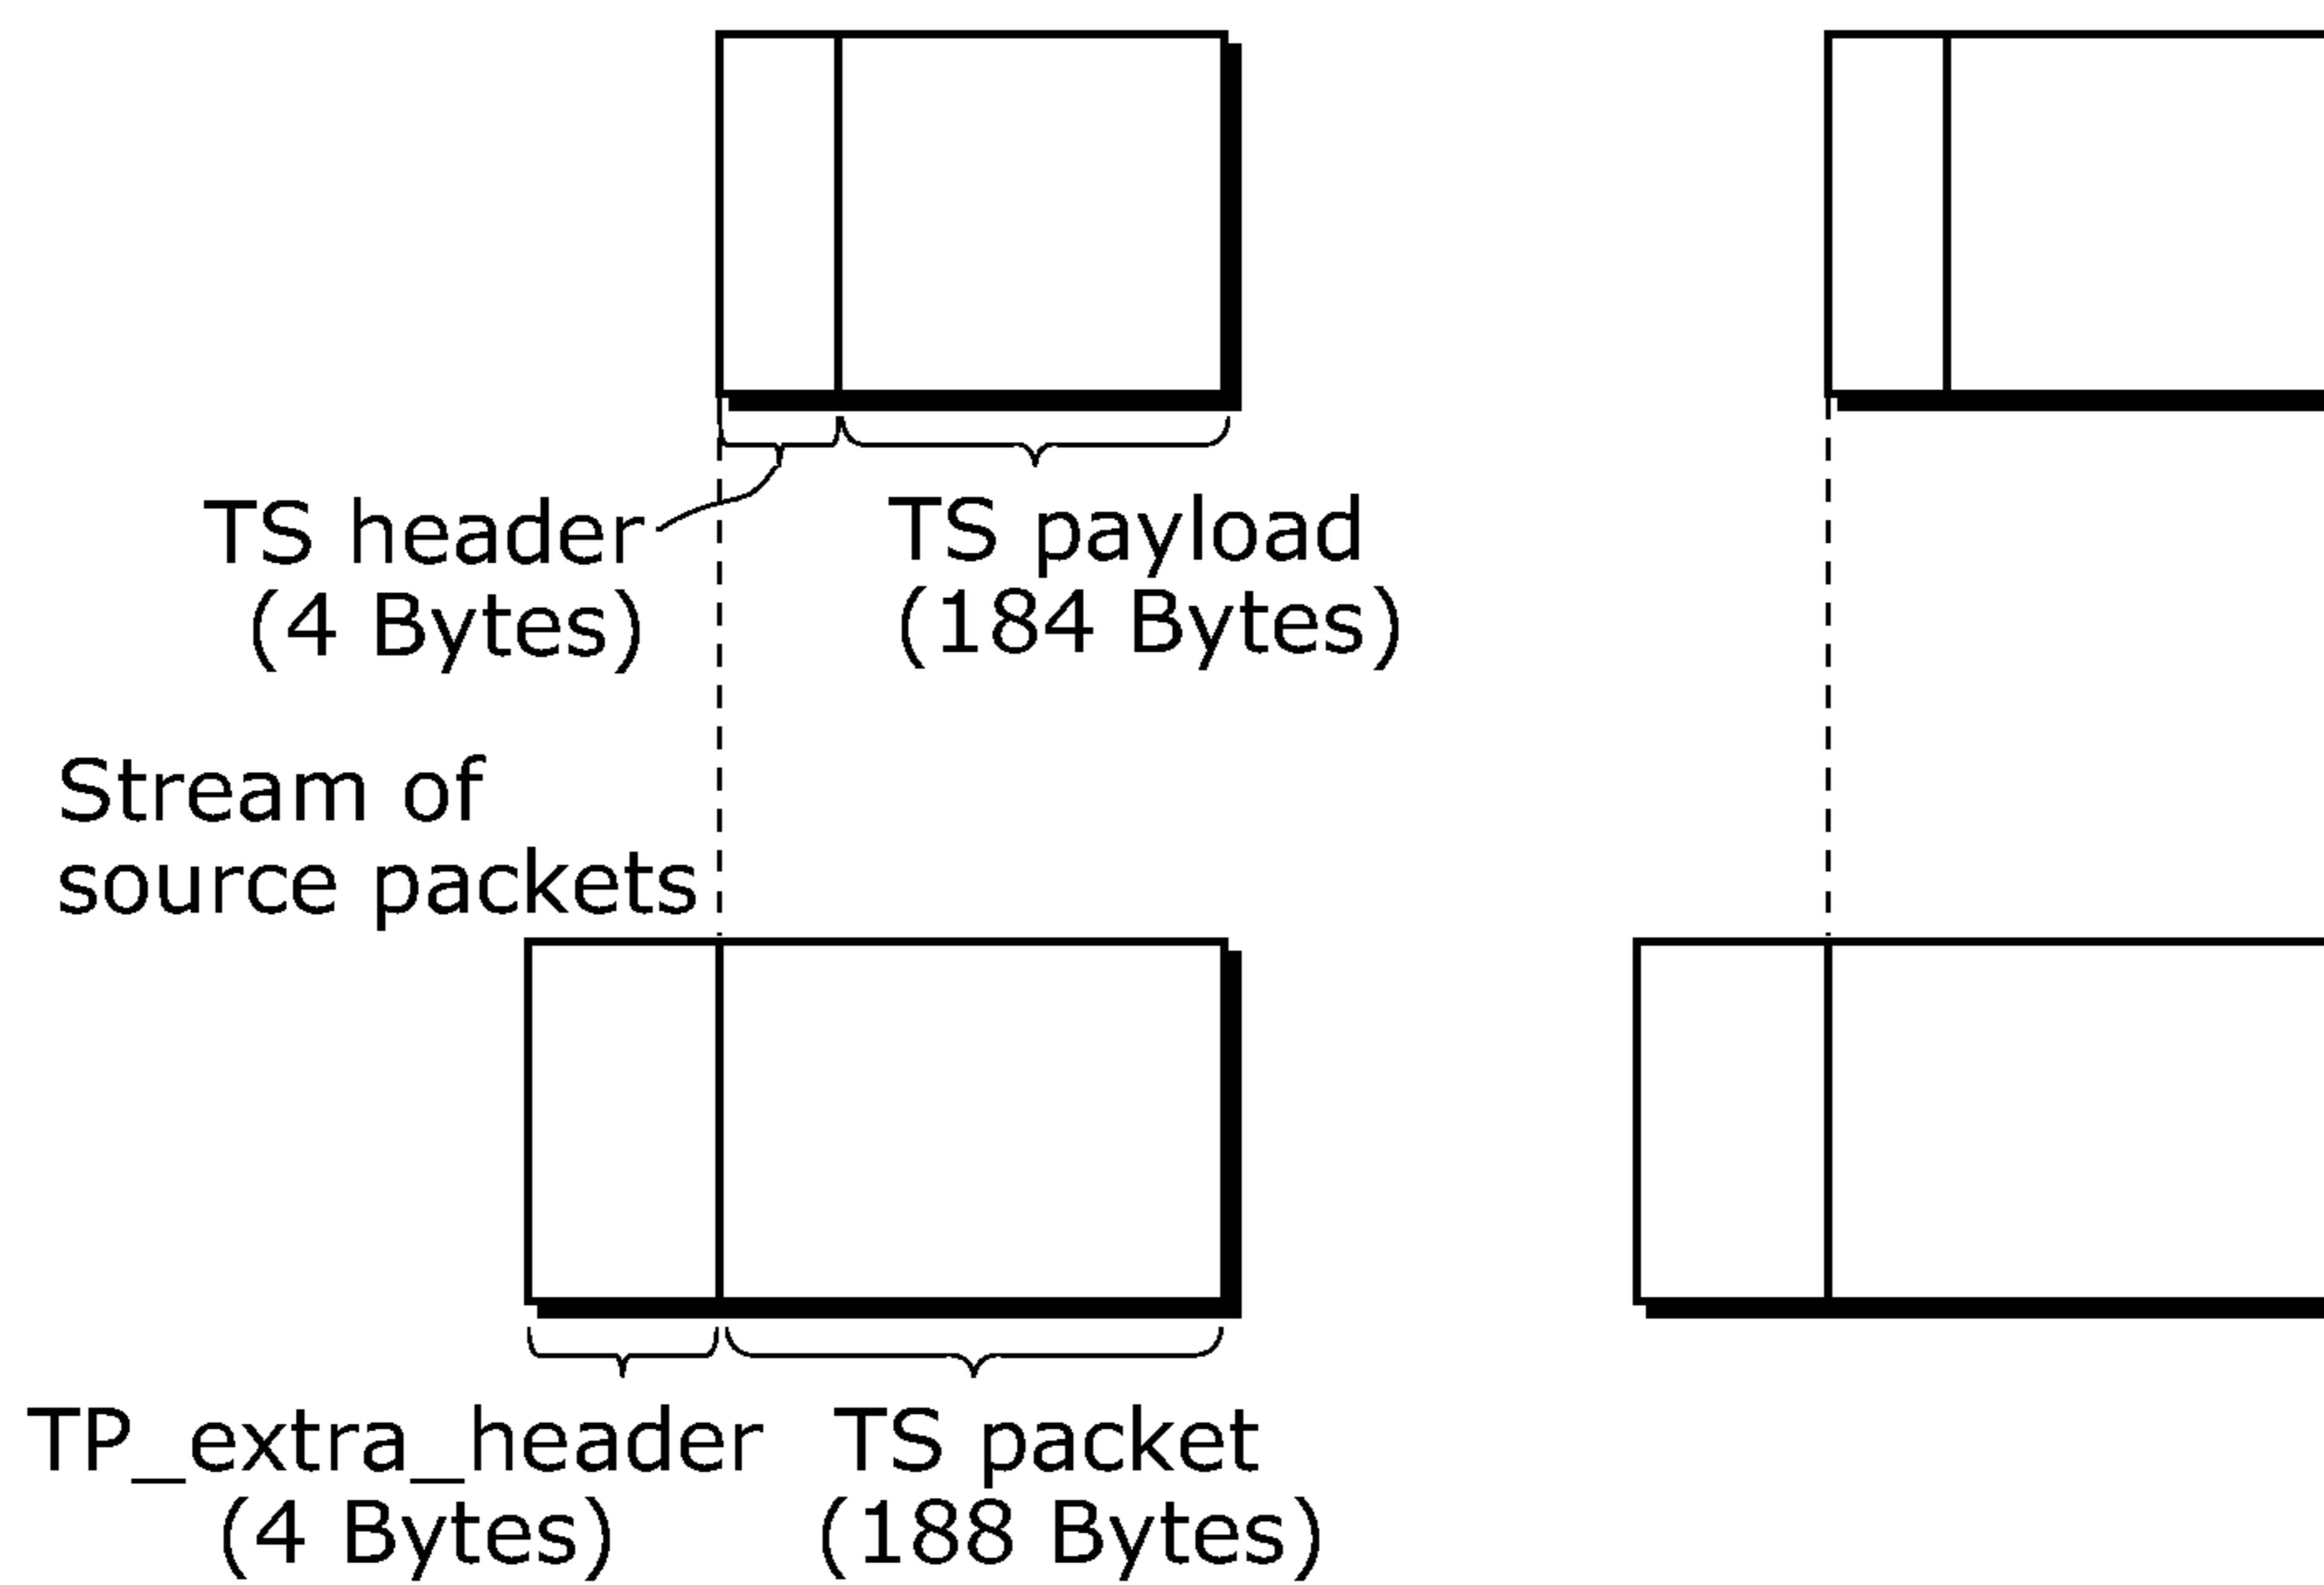 TS header
(4 Bytes)
TS payload
(184 Bytes)
Stream of
source packets
TP_extra_header
(4 Bytes)
TS packet
(188 Bytes)